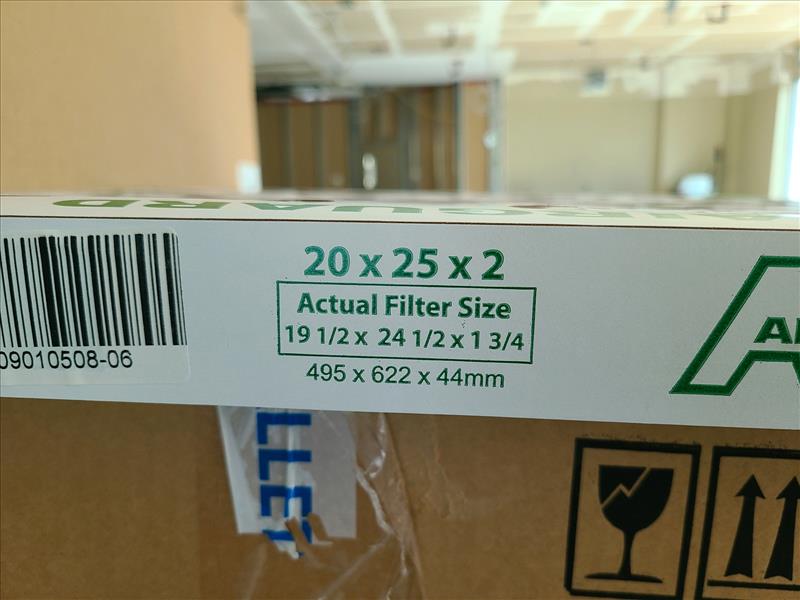 20 x 25 x 2
Actual Filter Size
19 1/2 x 24 1/2 x 1 3/4
495 x 622 x 44mm
09010508-06